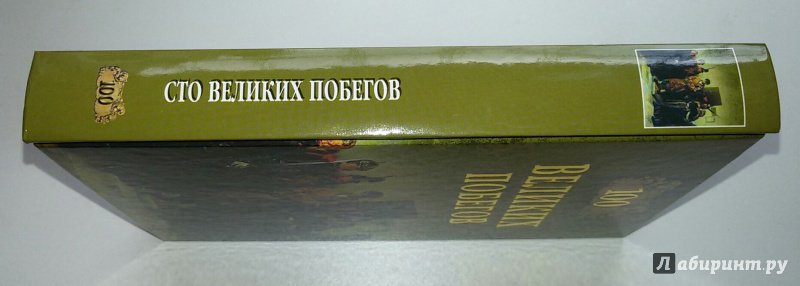 100
СТО ВЕЛИКИХ ПОБЕГОВ
100
ВЕЛИКИХ
ПОБЕГОВ
Лабиринт.ру